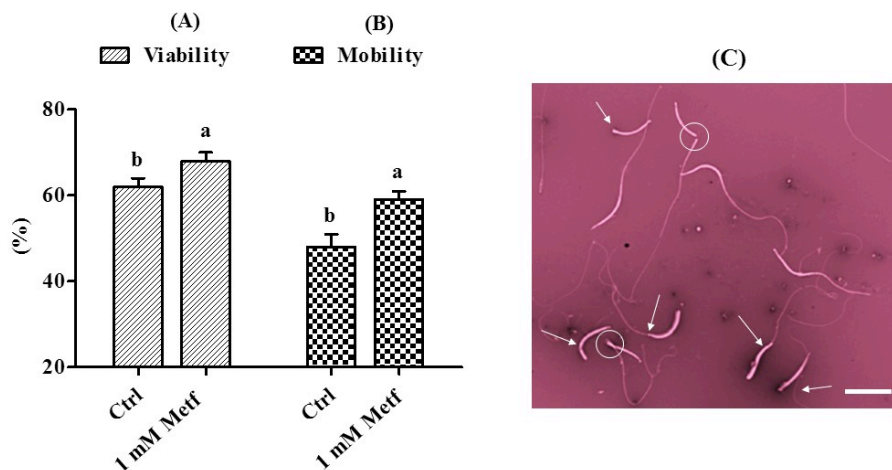 (A) (B)
Viability Mobility
(C)
80
60
40
20
(%)
b a b a
Ctrl
1 mM Metf
Ctrl
1 mM Metf